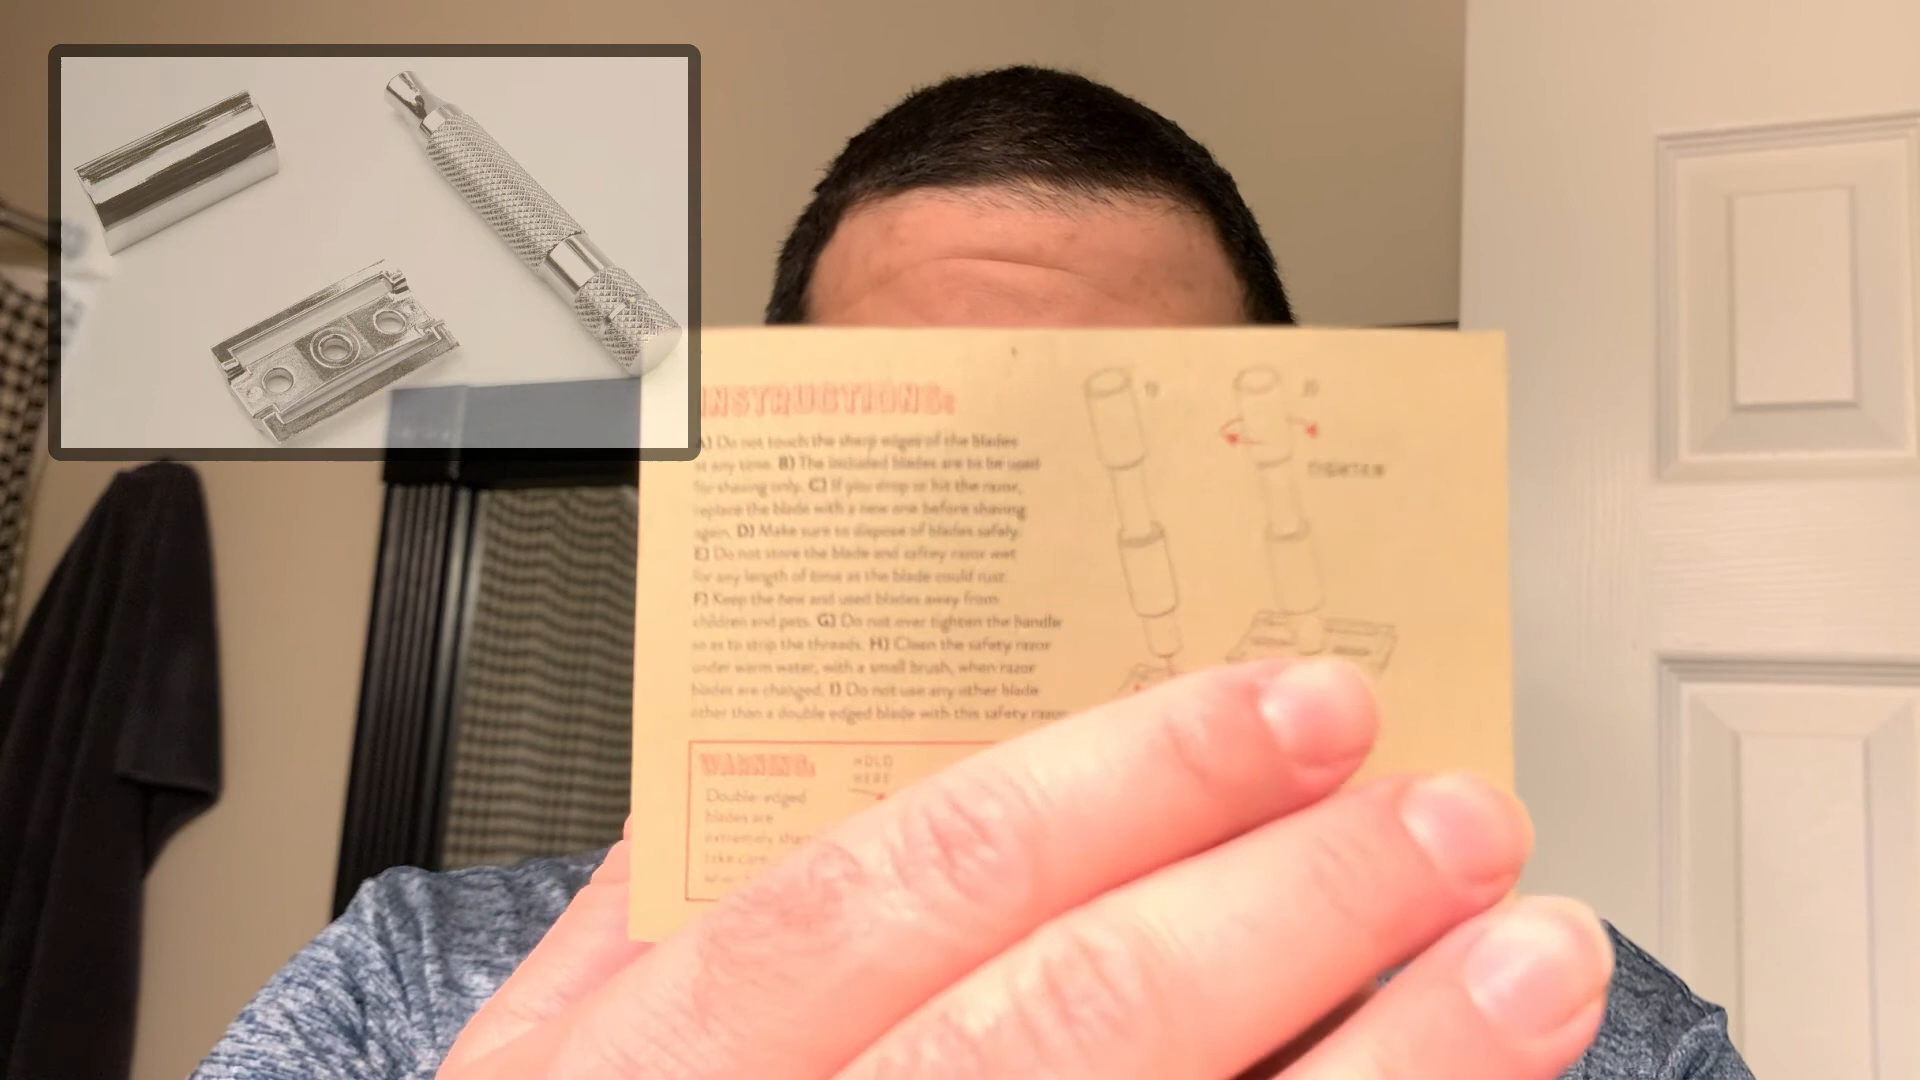 INSTRUCTIONS:
A) Do not touch the sharp edges of the blades
at any time. B) The included blades are to be used
for shaving only. C) If you drop or hit the razor,
replace the blade with a new one before shaving
again. D) Make sure to dispose of blades safely.
E) Do not store the blade and saftey razor wet
for any length of time as the blade could rust.
F) Keep the new and used blades away from
children and pets. G) Do not over tighten the handle
so as to strip the threads. H) Clean the safety razor
under warm water, with a small brush, when razor
blades are changed. I) Do not use any other blade
other than a double edged blade with this safety razor.
TIGHTEN
WARNING:
HOLD
HERE
Double-edged
blades are
extremely sharp
take care